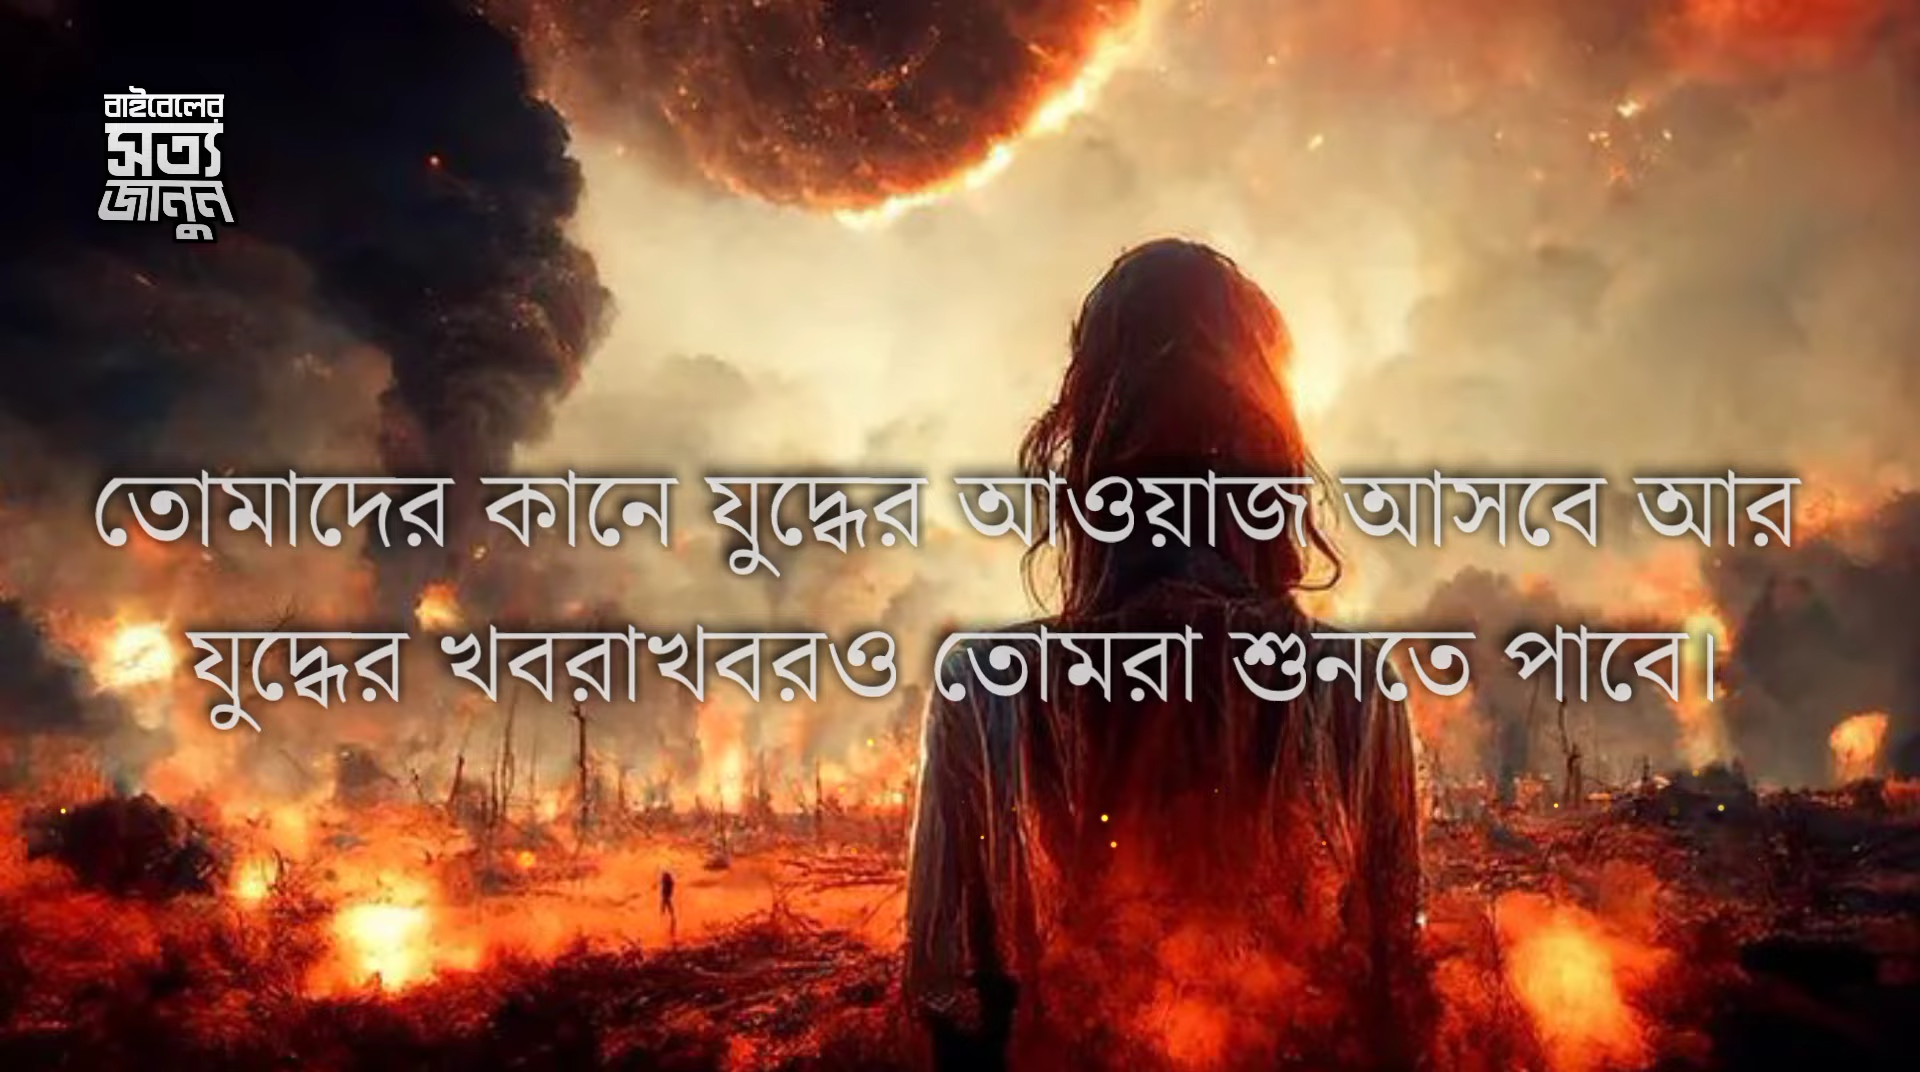 বাইবেলের
সত্য
জানুন
তোমাদের কানে যুদ্ধের আওয়াজ আসবে আর
যুদ্ধের খবরাখবরও তোমরা শুনতে পাবে।